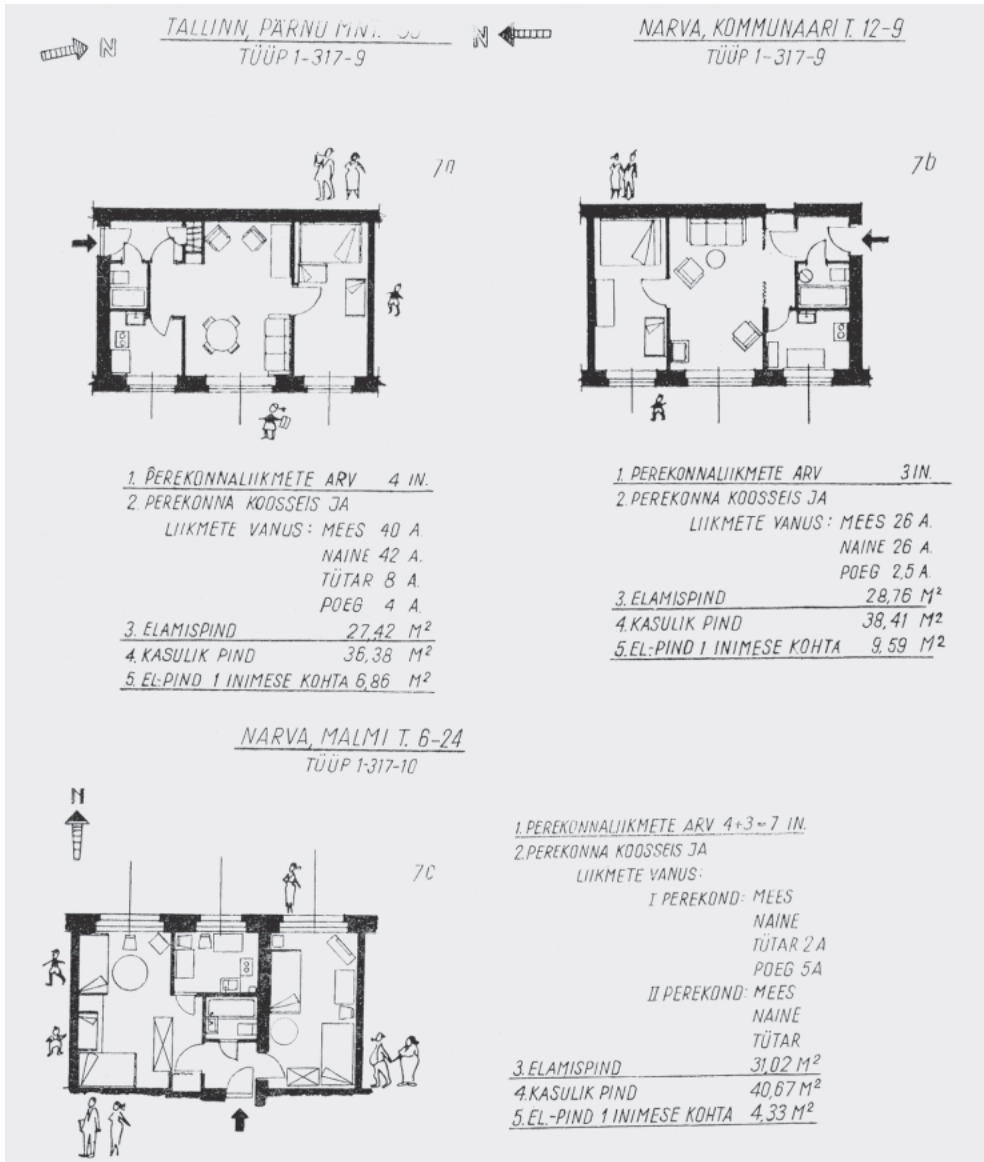 TALLINN, PÄRNU MNT.
TÜÜP 1-317-9
N
7a
1. PEREKONNALIIKMETE ARV 4 IN.
2. PEREKONNA KOOSSEIS JA
LIIKMETE VANUS: MEES 40 A.
NAINE 42 A.
TÜTAR 8 A.
POEG 4 A.
3. ELAMISPIND 27,42 M²
4. KASULIK PIND 36,38 M²
5. EL.-PIND 1 INIMESE KOHTA 6,86 M²
N
NARVA, KOMMUNAARI T. 12-9
TÜÜP 1-317-9
7b
1. PEREKONNALIIKMETE ARV 3 IN.
2. PEREKONNA KOOSSEIS JA
LIIKMETE VANUS: MEES 26 A.
NAINE 26 A.
POEG 2,5 A.
3. ELAMISPIND 28,76 M²
4. KASULIK PIND 38,41 M²
5. EL.-PIND 1 INIMESE KOHTA 9,59 M²
NARVA, MALMI T. 6-24
TÜÜP 1-317-10
N
7c
1. PEREKONNALIIKMETE ARV 4+3=7 IN.
2. PEREKONNA KOOSSEIS JA
LIIKMETE VANUS:
I PEREKOND: MEES
NAINE
TÜTAR 2 A
POEG 5 A
II PEREKOND: MEES
NAINE
TÜTAR
3. ELAMISPIND 31,02 M²
4. KASULIK PIND 40,67 M²
5. EL.-PIND 1 INIMESE KOHTA 4,33 M²